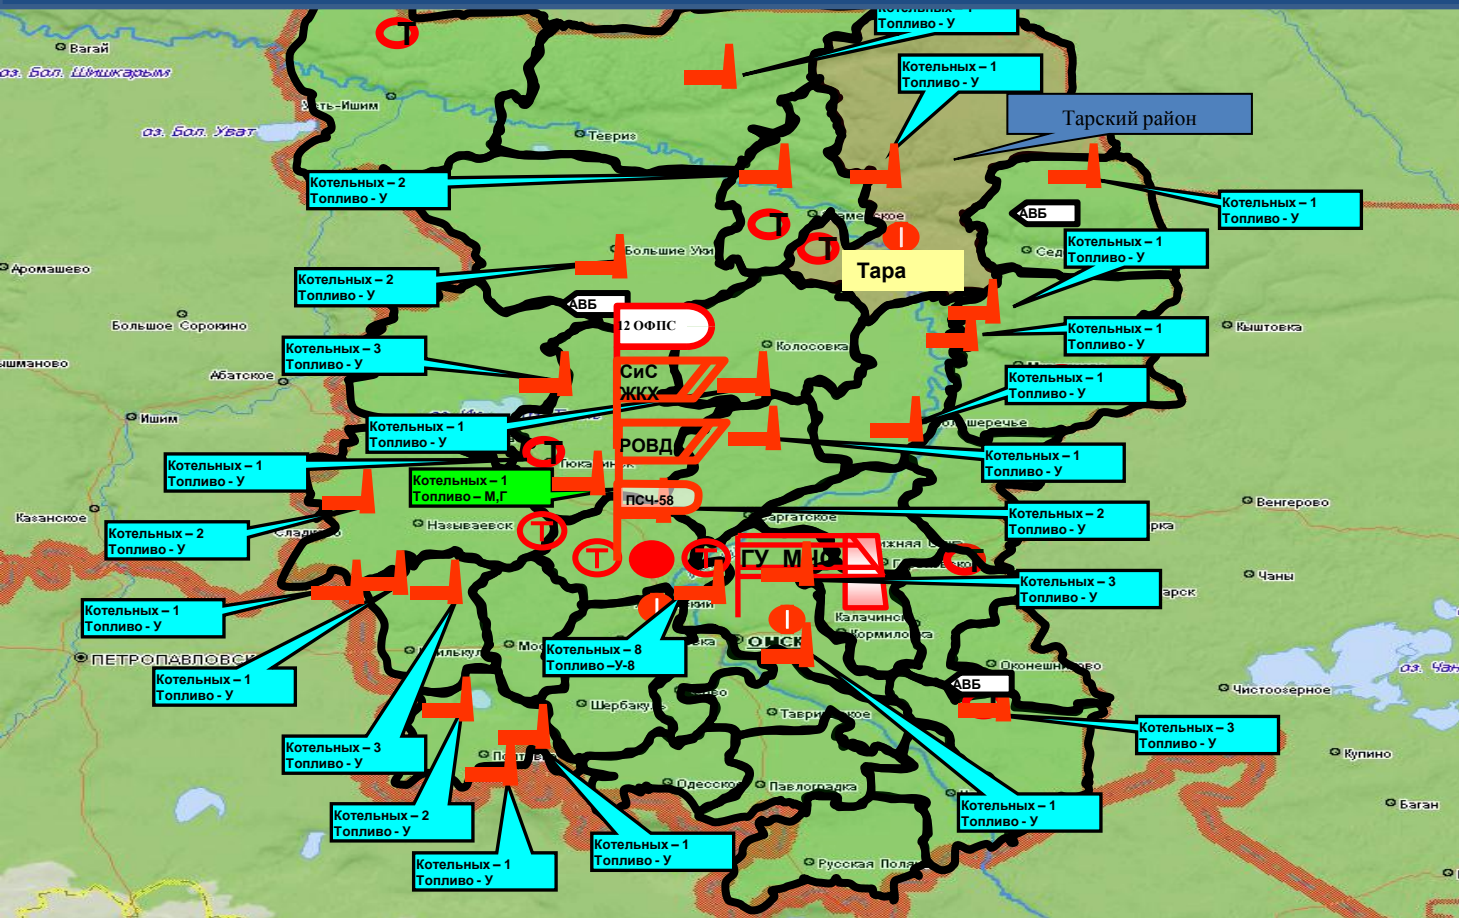 Топливо - У
Котельных – 1
Топливо - У
Вагай
оз. Бол. Шишкарым
Усть-Ишим
оз. Бол. Уват
Тевриз
Тарский район
Котельных – 2
Топливо - У
Котельных – 1
Топливо - У
АВБ
Т
Т
Т
Котельных – 1
Топливо - У
Тара
Большие Уки
Аромашево
Котельных – 2
Топливо - У
АВБ
12 ОФПС
Большое Сорокино
Кыштовка
Котельных – 1
Топливо - У
Колосовка
Котельных – 3
Топливо - У
Абатское
СиС
ЖКХ
Котельных – 1
Топливо - У
Ишим
Котельных – 1
Топливо - У
РОВД
Т
Котельных – 1
Топливо - У
Котельных – 1
Топливо - У
Котельных – 1
Топливо – М,Г
ПСЧ-58
Венгерово
Казанское
Называевск
Саргатское
Котельных – 2
Топливо - У
Котельных – 2
Топливо - У
Т
Т
Т
ГУ МЧС
Т
Чаны
Котельных – 3
Топливо - У
Котельных – 1
Топливо - У
Калачинск
Кормиловка
ОМСК
Котельных – 8
Топливо –У-8
ПЕТРОПАВЛОВСК
Котельных – 1
Топливо - У
Оконешниково
оз. Чан
АВБ
Чистоозерное
Шербакуль
Таврическое
Котельных – 3
Топливо - У
Котельных – 3
Топливо - У
Купино
Одесское
Павлоградка
Котельных – 2
Топливо - У
Котельных – 1
Топливо - У
Баган
Котельных – 1
Топливо - У
Котельных – 1
Топливо - У
Русская Поляна